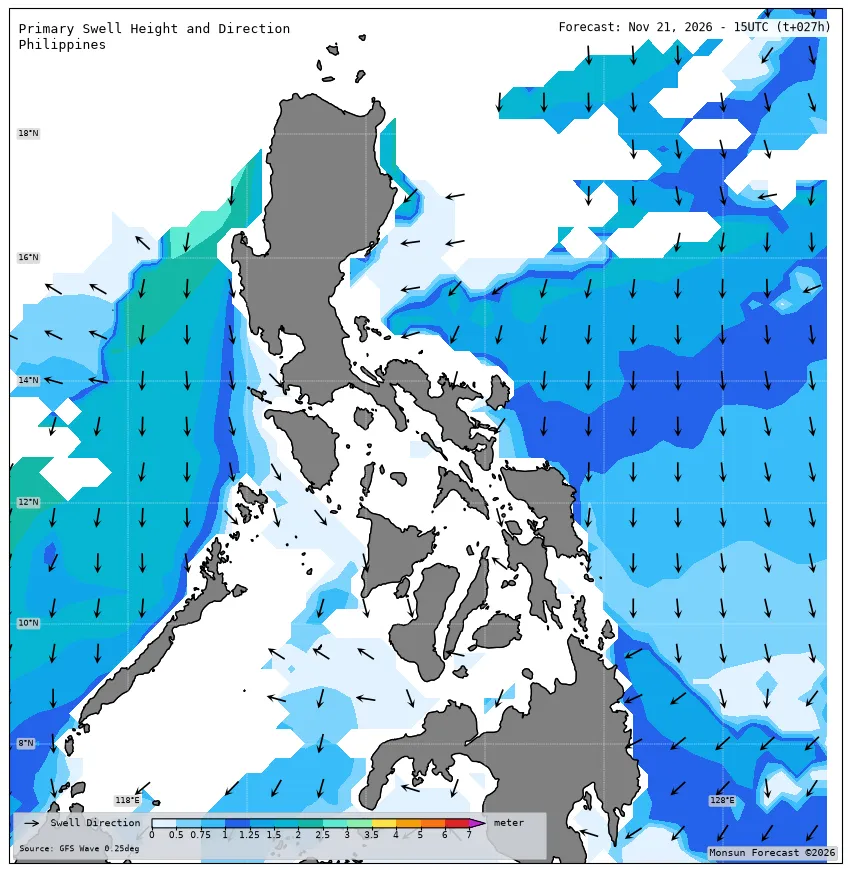 Primary Swell Height and Direction
Philippines
Forecast: Nov 21, 2026 - 15UTC (t+027h)
18°N
16°N
14°N
12°N
10°N
8°N
118°E
128°E
Swell Direction
0 0.5 0.75 1 1.25 1.5 2 2.5 3 3.5 4 5 6 7
meter
Source: GFS Wave 0.25deg
Monsun Forecast ©2026